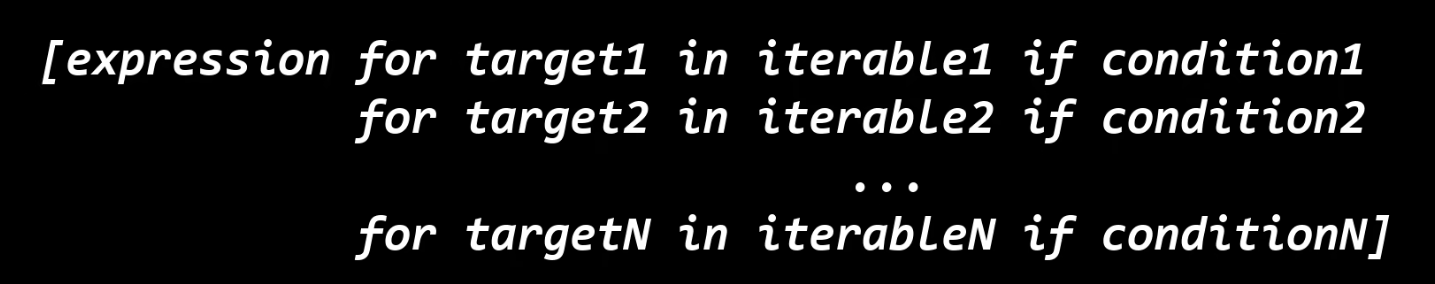 [expression for target1 in iterable1 if condition1
for target2 in iterable2 if condition2
...
for targetN in iterableN if conditionN]